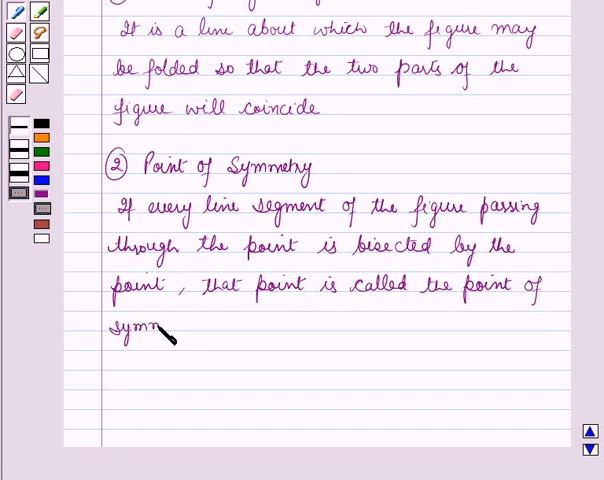 It is a line about which the figure may
be folded so that the two parts of the
figure will coincide
② Point of Symmetry
If every line segment of the figure passing
through the point is bisected by the
point, that point is called the point of
symm